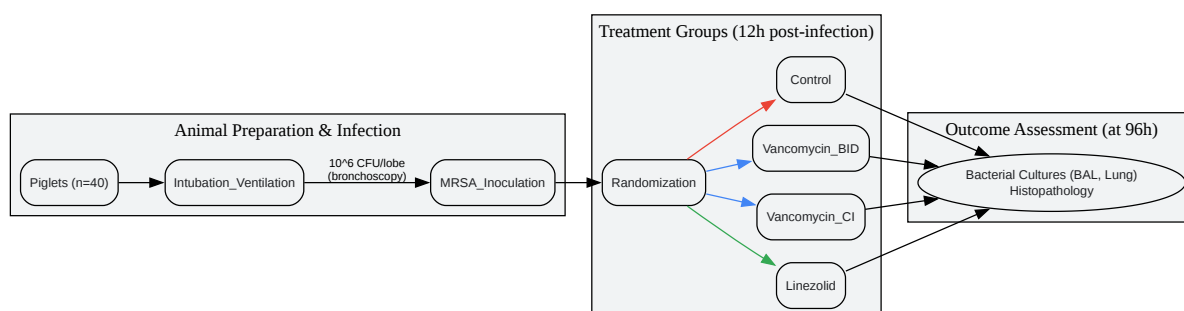 Animal Preparation & Infection
Piglets (n=40)
Intubation_Ventilation
10^6 CFU/lobe
(bronchoscopy)
MRSA_Inoculation
Treatment Groups (12h post-infection)
Randomization
Control
Vancomycin_BID
Vancomycin_CI
Linezolid
Outcome Assessment (at 96h)
Bacterial Cultures (BAL, Lung)
Histopathology